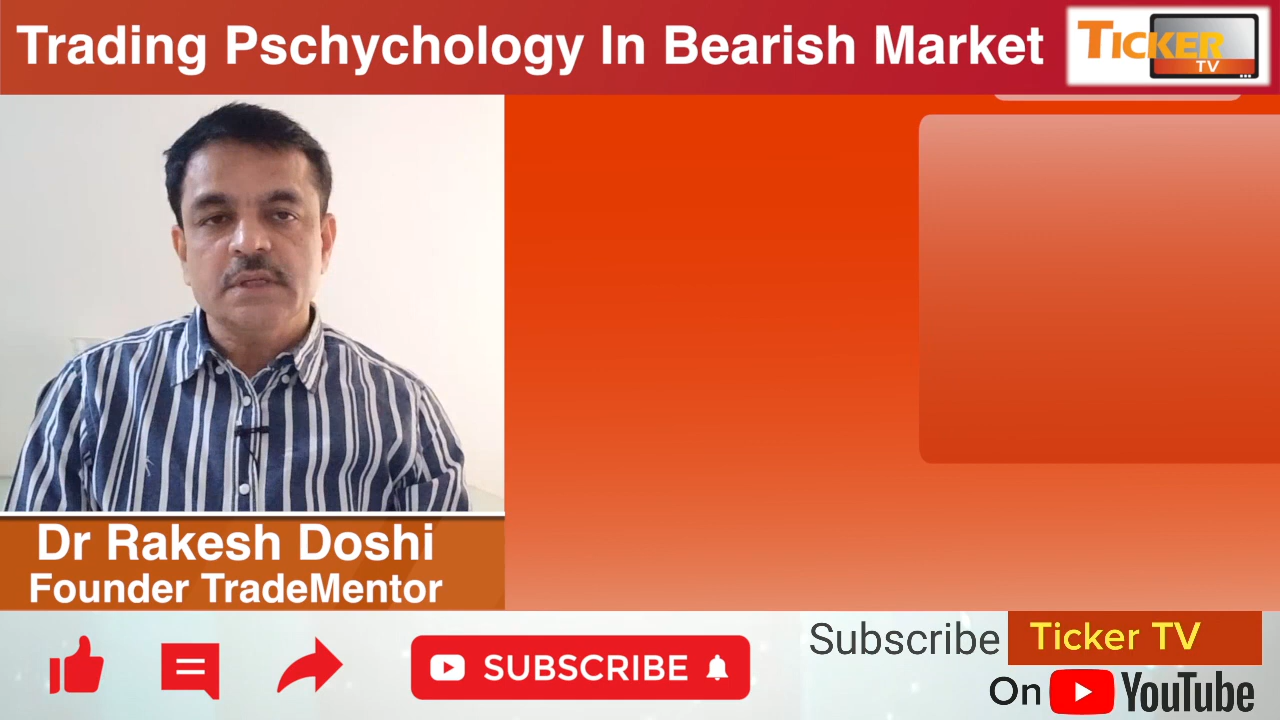 Trading Pschychology In Bearish Market
TICKER
TV
Dr Rakesh Doshi
Founder TradeMentor
SUBSCRIBE
Subscribe Ticker TV
On YouTube